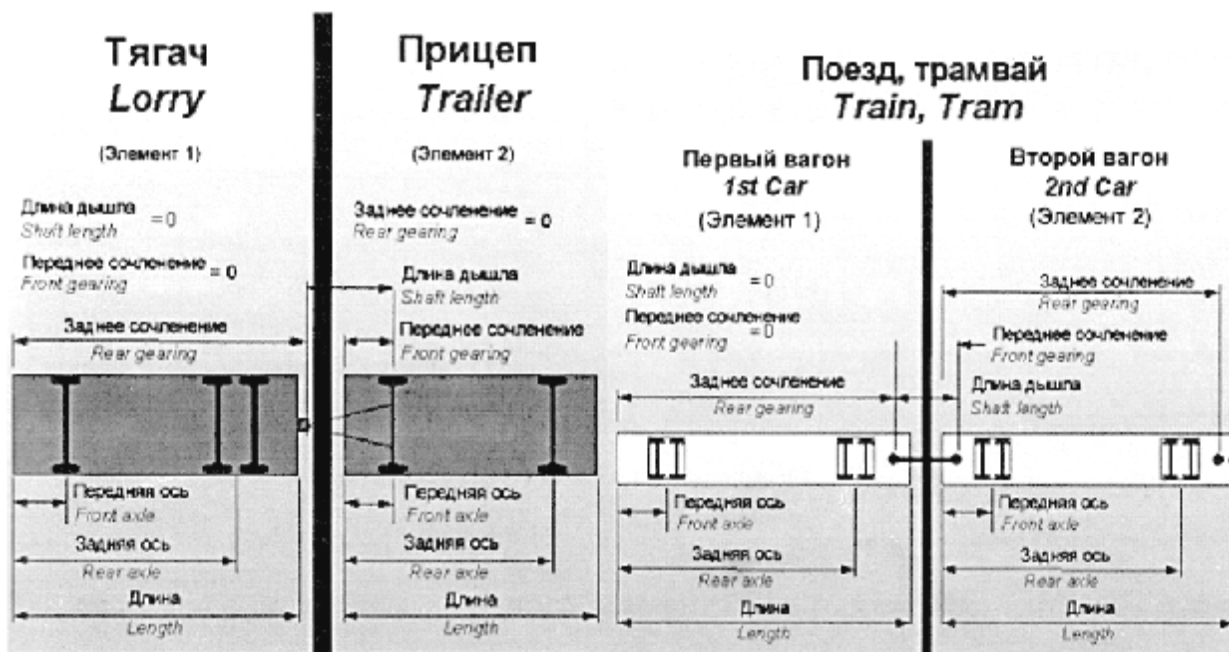 Тягач
Lorry
(Элемент 1)
Длина дышла = 0
Shaft length
Переднее сочленение = 0
Front gearing
Заднее сочленение
Rear gearing
Передняя ось
Front axle
Задняя ось
Rear axle
Длина
Length
Прицеп
Trailer
(Элемент 2)
Заднее сочленение = 0
Rear gearing
Длина дышла
Shaft length
Переднее сочленение
Front gearing
Передняя ось
Front axle
Задняя ось
Rear axle
Длина
Length
Поезд, трамвай
Train, Tram
Первый вагон
1st Car
(Элемент 1)
Длина дышла = 0
Shaft length
Переднее сочленение = 0
Front gearing
Заднее сочленение
Rear gearing
Передняя ось
Front axle
Задняя ось
Rear axle
Длина
Length
Второй вагон
2nd Car
(Элемент 2)
Заднее сочленение
Rear gearing
Переднее сочленение
Front gearing
Длина дышла
Shaft length
Передняя ось
Front axle
Задняя ось
Rear axle
Длина
Length